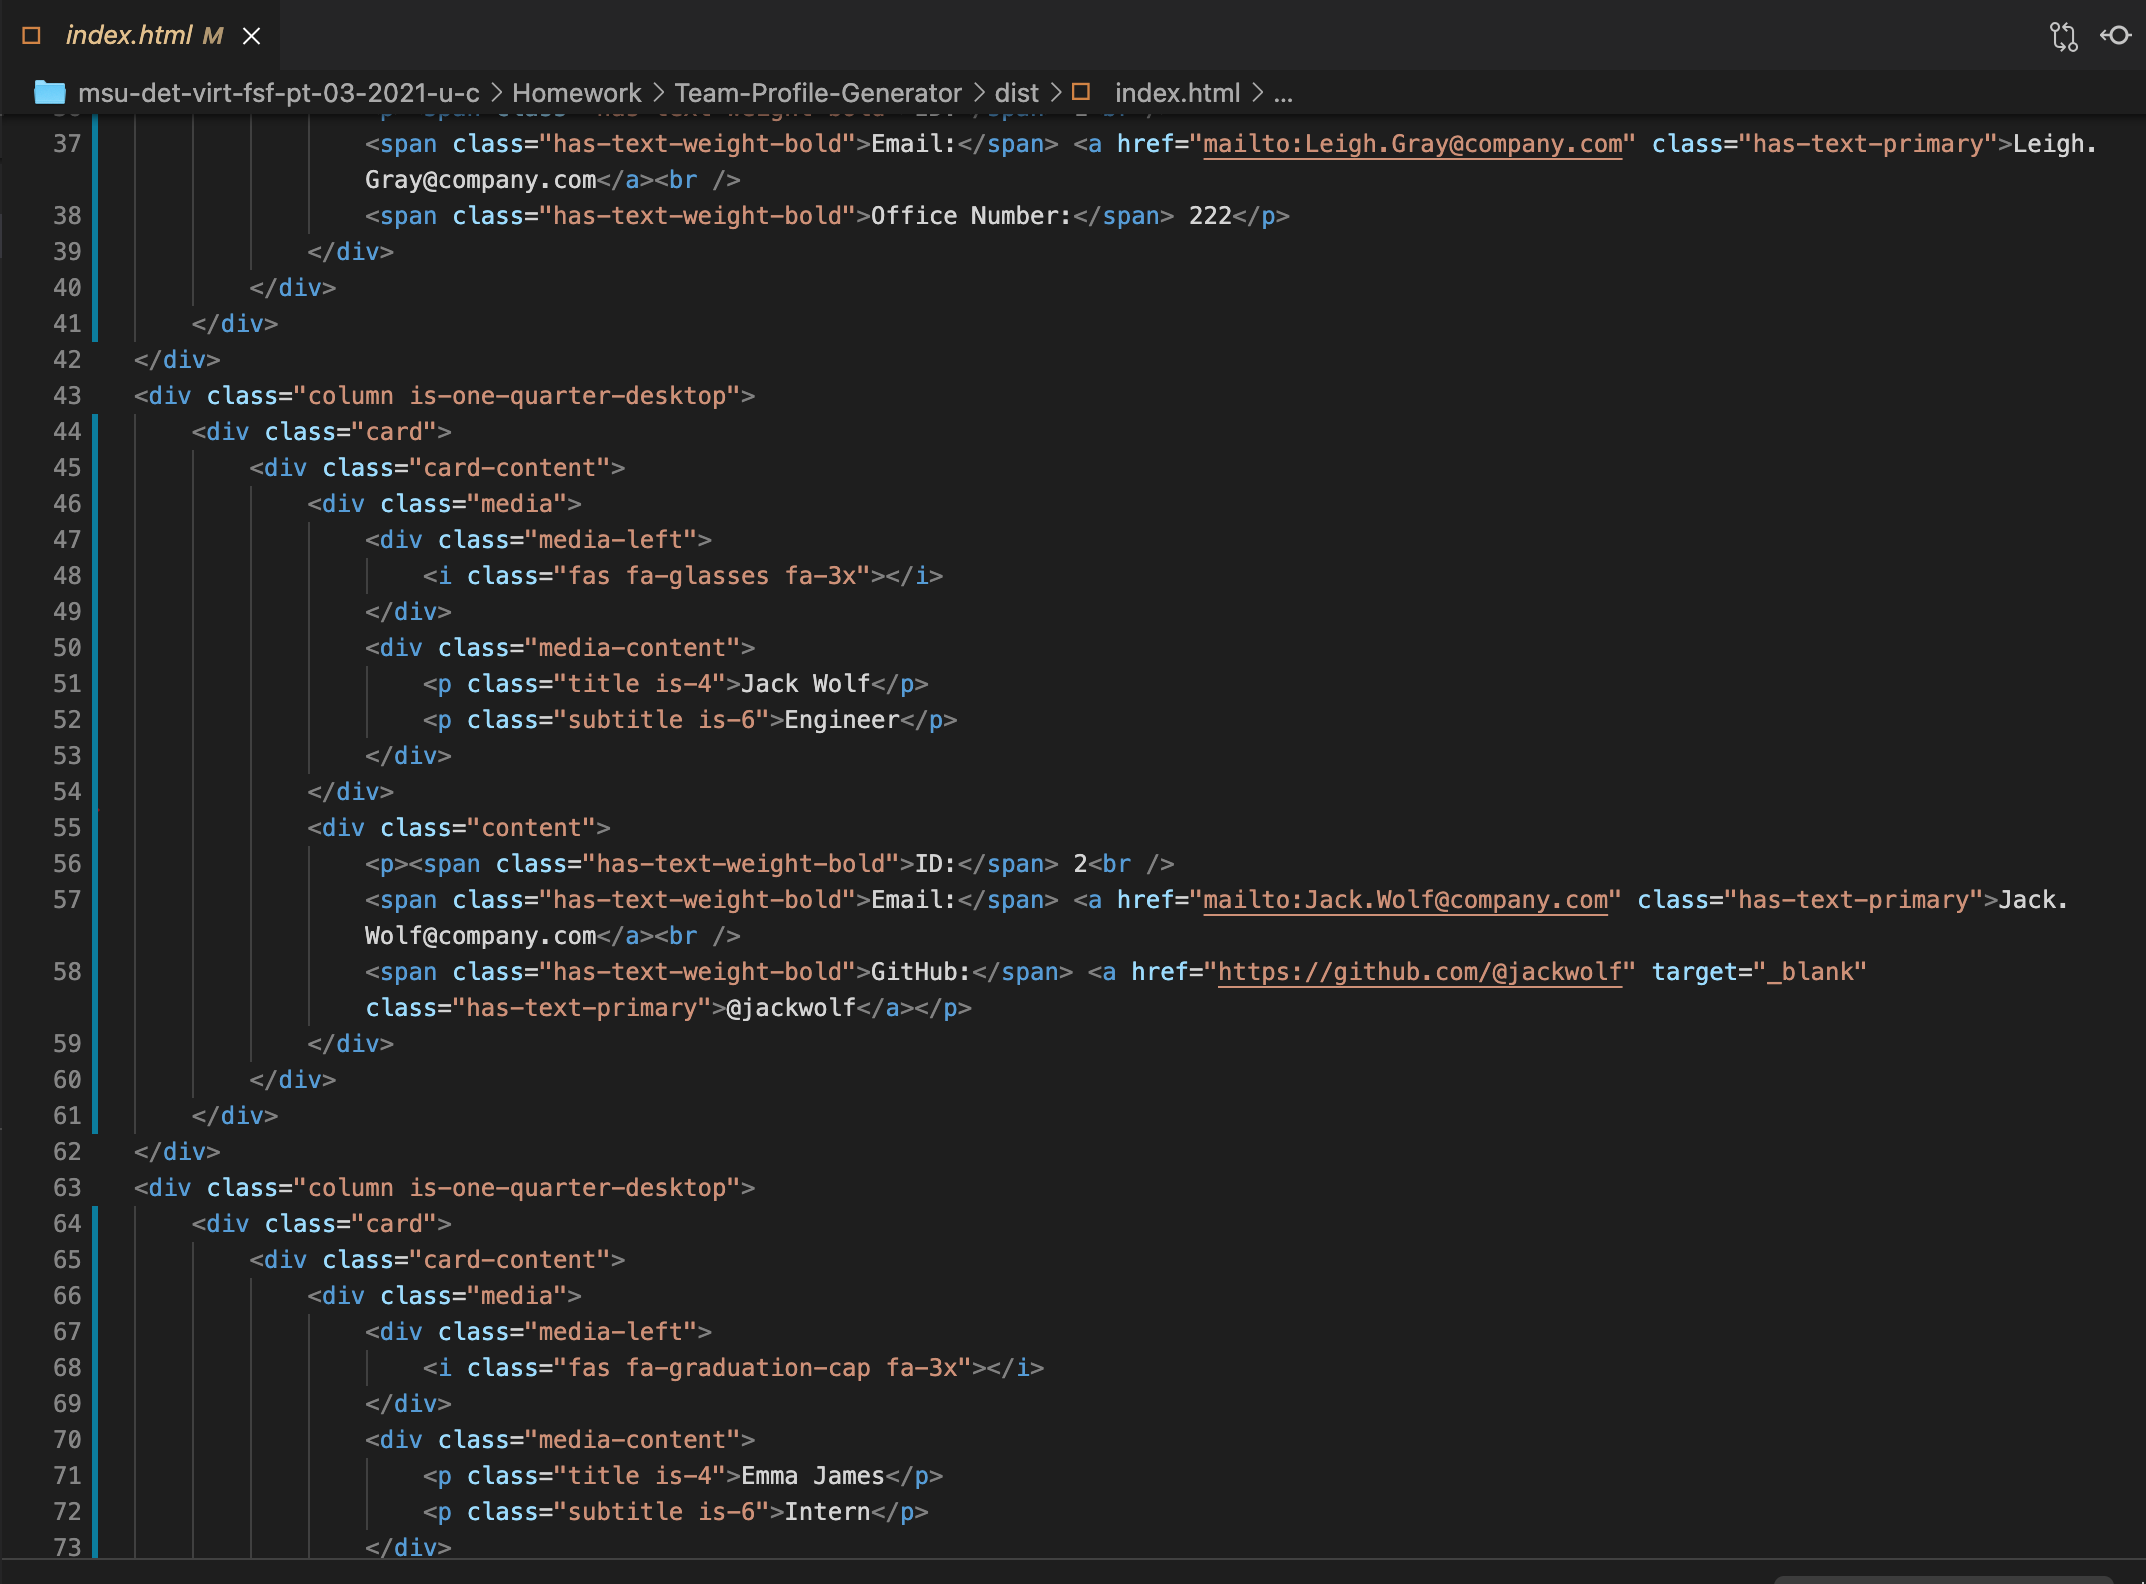 index.html M
msu-det-virt-fsf-pt-03-2021-u-c > Homework > Team-Profile-Generator > dist > index.html > ...
37 <span class="has-text-weight-bold">Email:</span> <a href="mailto:Leigh.Gray@company.com" class="has-text-primary">Leigh.
Gray@company.com</a><br />
38 <span class="has-text-weight-bold">Office Number:</span> 222</p>
39 </div>
40 </div>
41 </div>
42 </div>
43 <div class="column is-one-quarter-desktop">
44 <div class="card">
45 <div class="card-content">
46 <div class="media">
47 <div class="media-left">
48 <i class="fas fa-glasses fa-3x"></i>
49 </div>
50 <div class="media-content">
51 <p class="title is-4">Jack Wolf</p>
52 <p class="subtitle is-6">Engineer</p>
53 </div>
54 </div>
55 <div class="content">
56 <p><span class="has-text-weight-bold">ID:</span> 2<br />
57 <span class="has-text-weight-bold">Email:</span> <a href="mailto:Jack.Wolf@company.com" class="has-text-primary">Jack.
Wolf@company.com</a><br />
58 <span class="has-text-weight-bold">GitHub:</span> <a href="https://github.com/@jackwolf" target="_blank"
class="has-text-primary">@jackwolf</a></p>
59 </div>
60 </div>
61 </div>
62 </div>
63 <div class="column is-one-quarter-desktop">
64 <div class="card">
65 <div class="card-content">
66 <div class="media">
67 <div class="media-left">
68 <i class="fas fa-graduation-cap fa-3x"></i>
69 </div>
70 <div class="media-content">
71 <p class="title is-4">Emma James</p>
72 <p class="subtitle is-6">Intern</p>
73 </div>